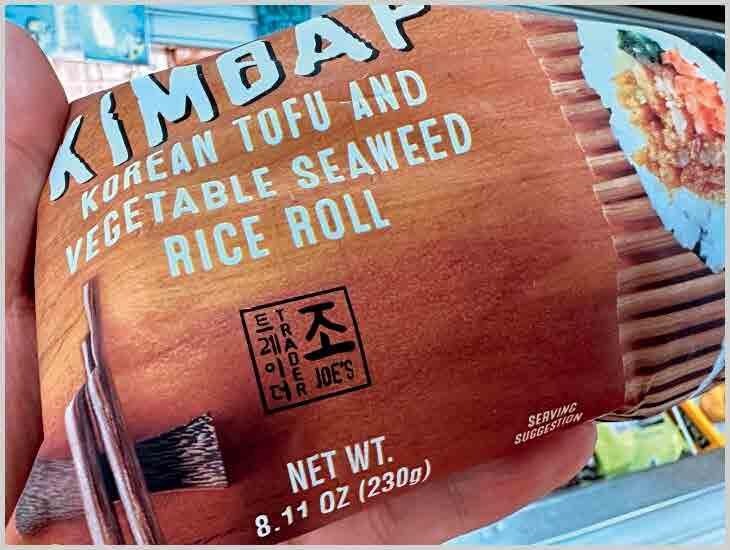 KIMBAP
KOREAN TOFU AND
VEGETABLE SEAWEED
RICE ROLL
트레이더
TRADER
조
JOE'S
SERVING
SUGGESTION
NET WT.
8.11 OZ (230g)